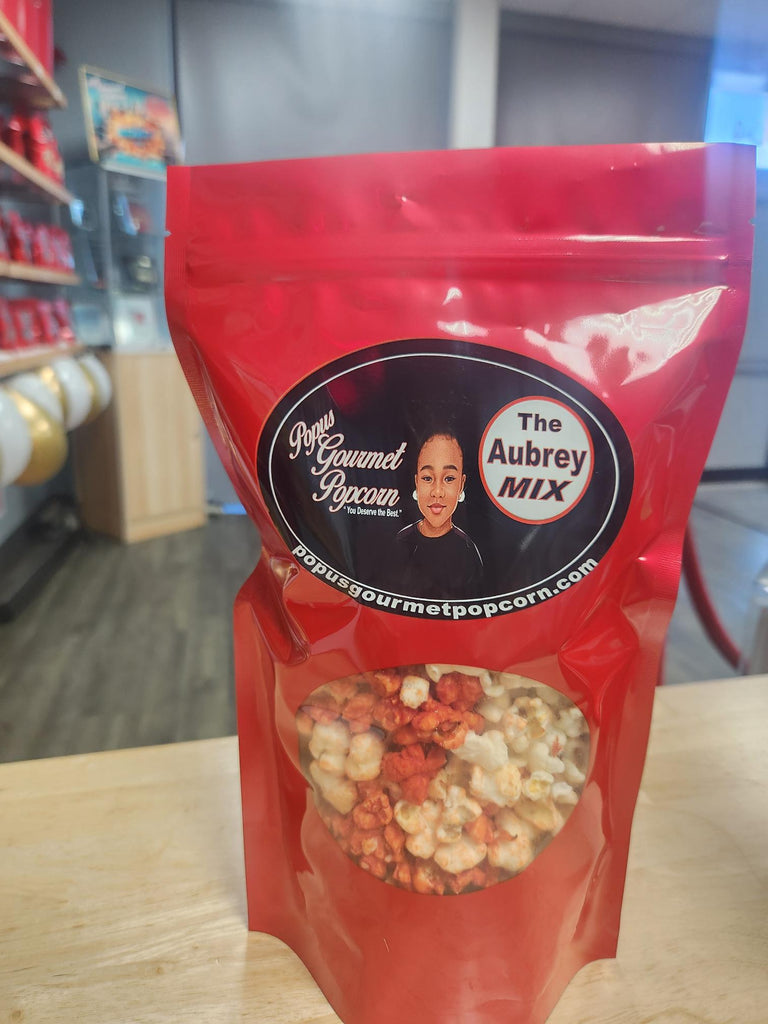 Popus
Gourmet
Popcorn
"You Deserve the Best."
The
Aubrey
MIX
popusgourmetpopcorn.com